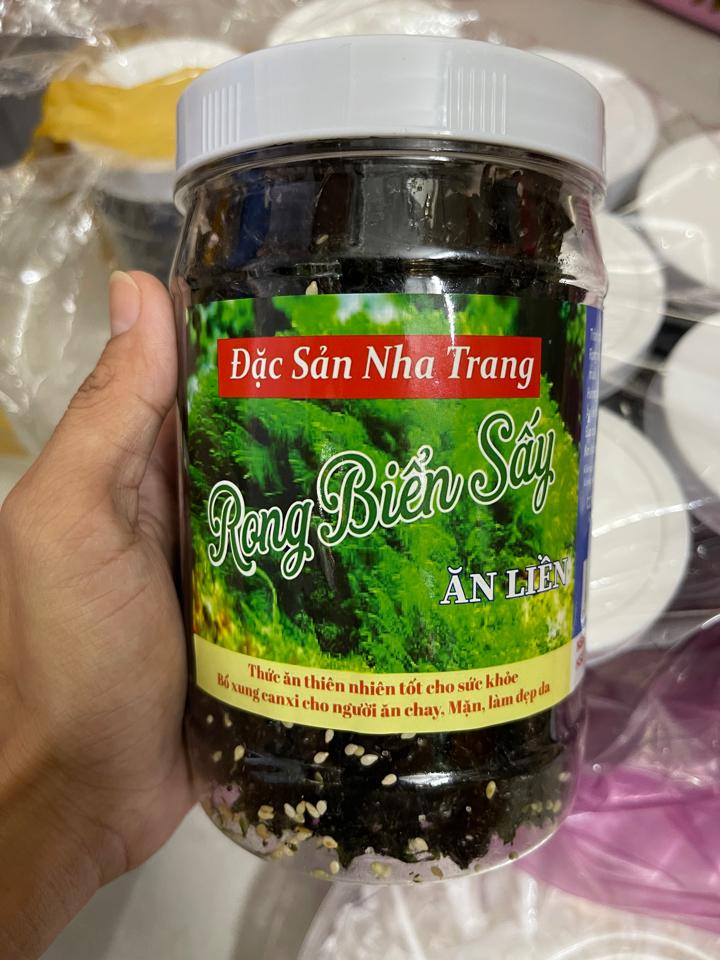 Đặc Sản Nha Trang
Rong Biển Sấy
ĂN LIỀN
Thức ăn thiên nhiên tốt cho sức khỏe
Bổ xung canxi cho người ăn chay, Mặn, làm đẹp da